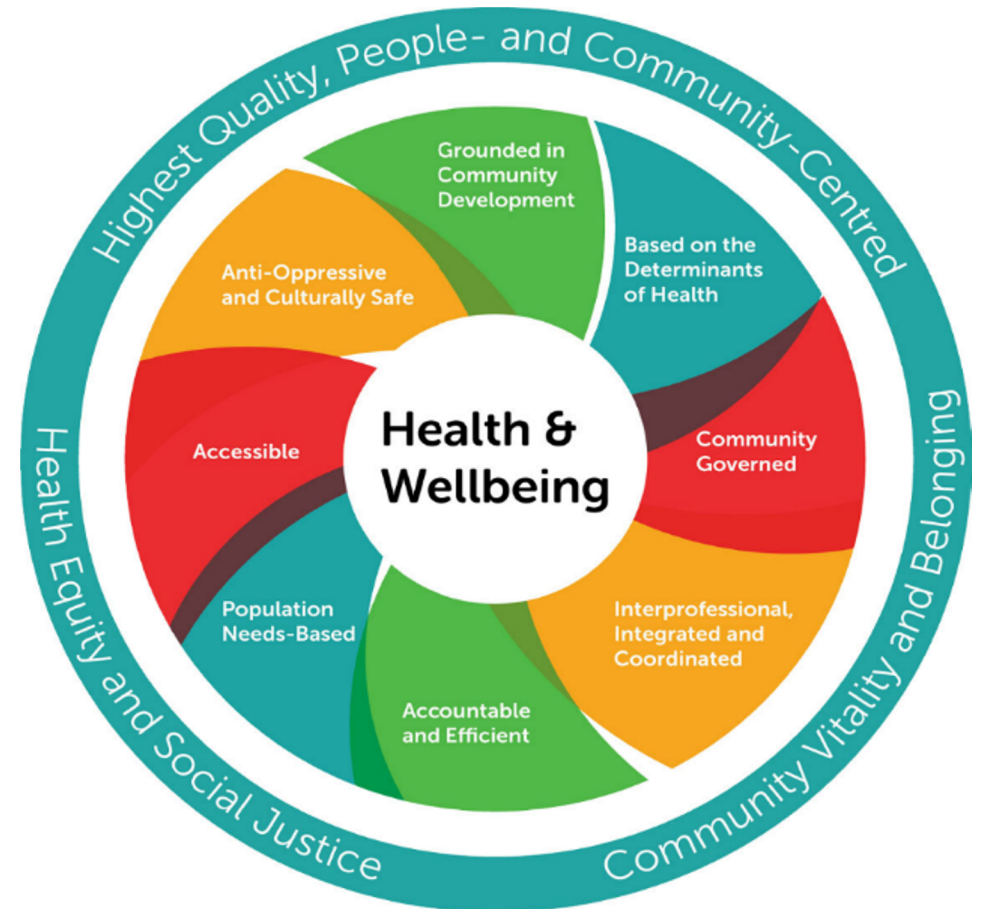 Highest Quality, People- and Community-Centred
Grounded in
Community
Development
Based on the
Determinants
of Health
Anti-Oppressive
and Culturally Safe
Health &
Wellbeing
Accessible
Community
Governed
Population
Needs-Based
Interprofessional,
Integrated and
Coordinated
Accountable
and Efficient
Health Equity and Social Justice
Community Vitality and Belonging